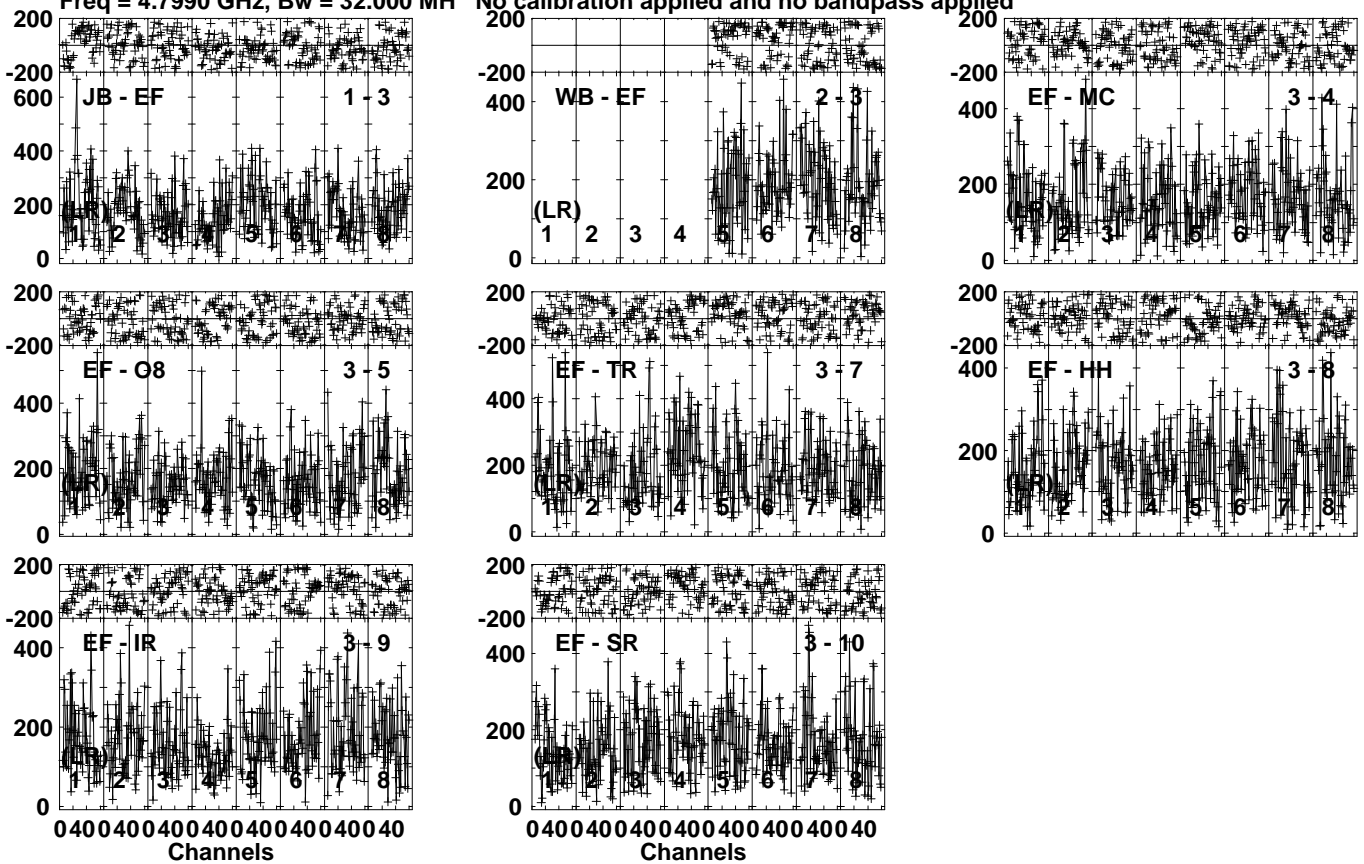 Freq = 4.7990 GHz, Bw = 32.000 MH No calibration applied and no bandpass applied
200
-200
JB - EF 1 - 3
600
400
200
0
(LR)
1 2 3 4 5 6 7 8
200
-200
WB - EF 2 - 3
400
200
0
(LR)
1 2 3 4 5 6 7 8
200
-200
EF - MC 3 - 4
400
200
0
(LR)
1 2 3 4 5 6 7 8
200
-200
EF - O8 3 - 5
400
200
0
(LR)
1 2 3 4 5 6 7 8
200
-200
EF - TR 3 - 7
400
200
0
(LR)
1 2 3 4 5 6 7 8
200
-200
EF - HH 3 - 8
400
200
0
(LR)
1 2 3 4 5 6 7 8
200
-200
EF - IR 3 - 9
400
200
0
(LR)
1 2 3 4 5 6 7 8
0 40 0 40 0 40 0 40 0 40 0 40 0 40 0 40
Channels
200
-200
EF - SR 3 - 10
400
200
0
(LR)
1 2 3 4 5 6 7 8
0 40 0 40 0 40 0 40 0 40 0 40 0 40 0 40
Channels